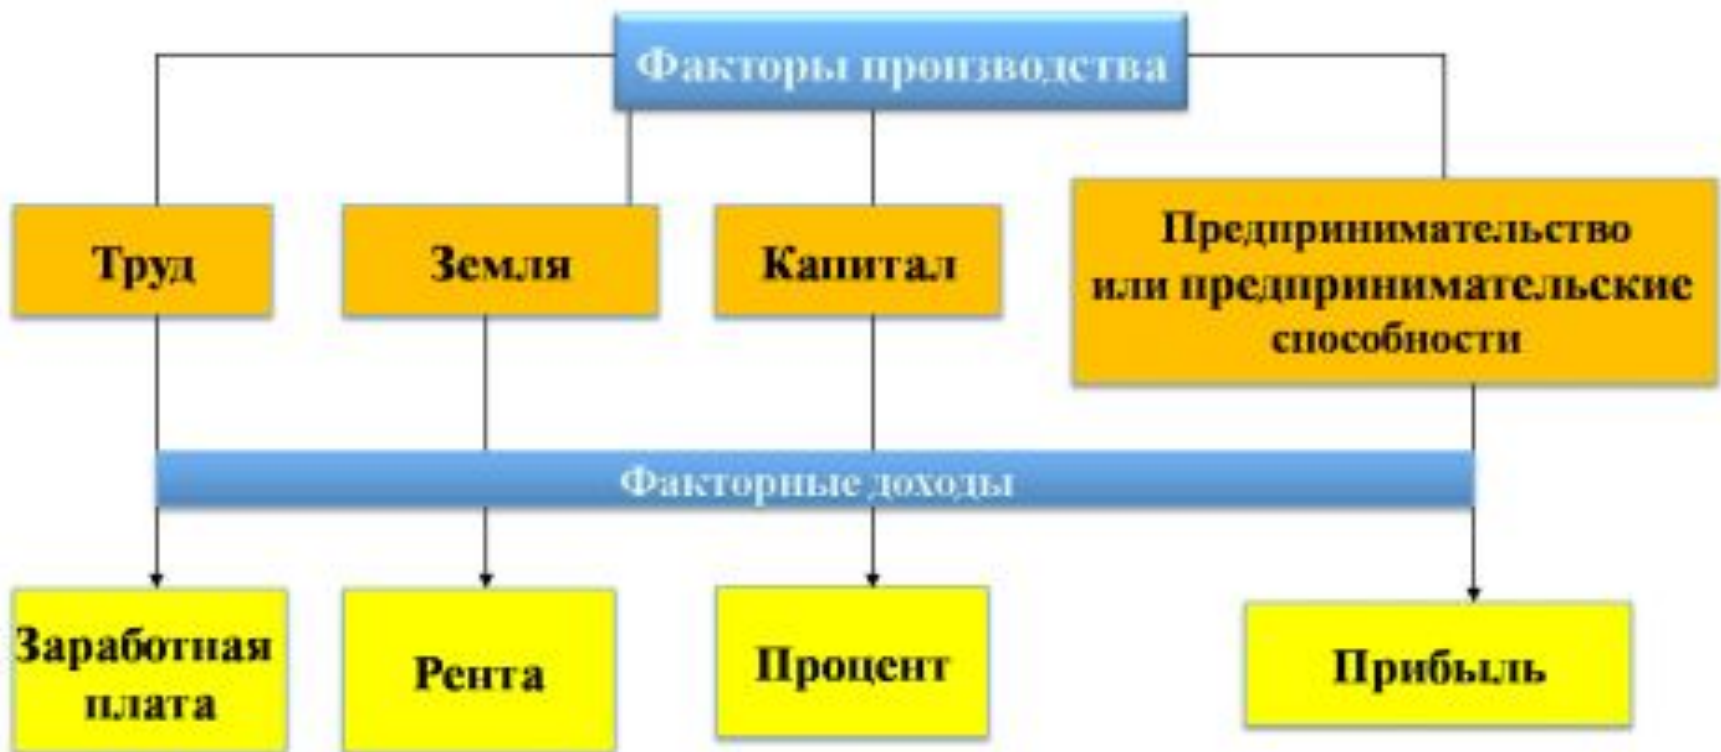 Факторы производства
Труд
Земля
Капитал
Предпринимательство
или предпринимательские
способности
Факторные доходы
Заработная
плата
Рента
Процент
Прибыль